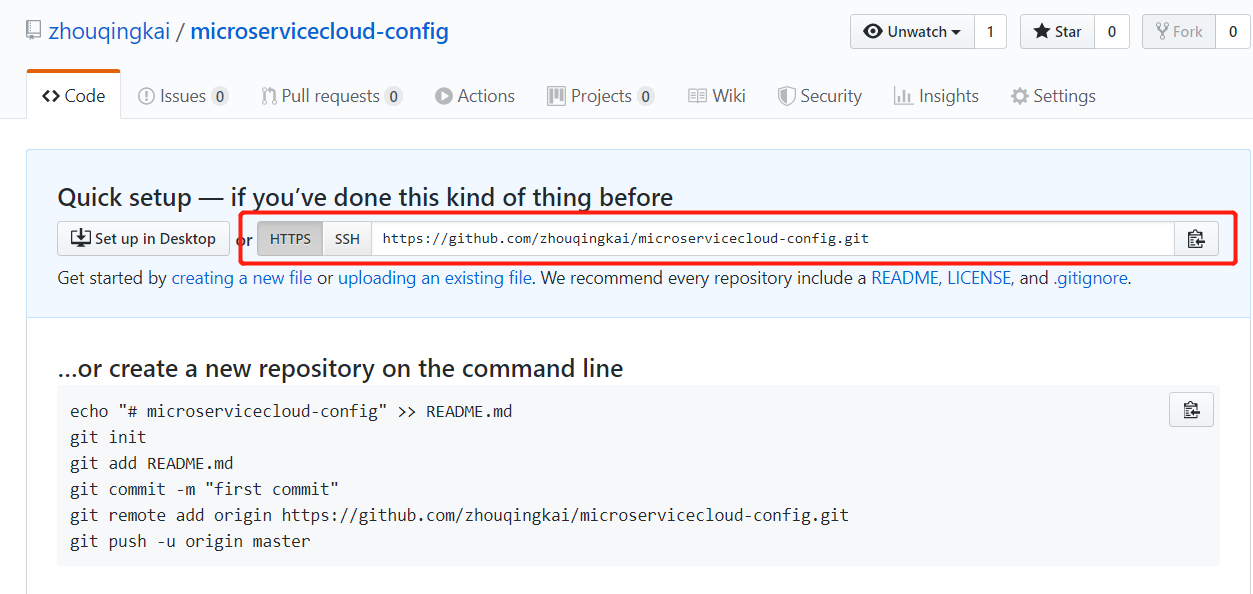 zhouqingkai / microservicecloud-config
Unwatch 1 Star 0 Fork 0
Code Issues 0 Pull requests 0 Actions Projects 0 Wiki Security Insights Settings
Quick setup — if you've done this kind of thing before
Set up in Desktop or HTTPS SSH https://github.com/zhouqingkai/microservicecloud-config.git
Get started by creating a new file or uploading an existing file. We recommend every repository include a README, LICENSE, and .gitignore.
…or create a new repository on the command line
echo "# microservicecloud-config" >> README.md
git init
git add README.md
git commit -m "first commit"
git remote add origin https://github.com/zhouqingkai/microservicecloud-config.git
git push -u origin master